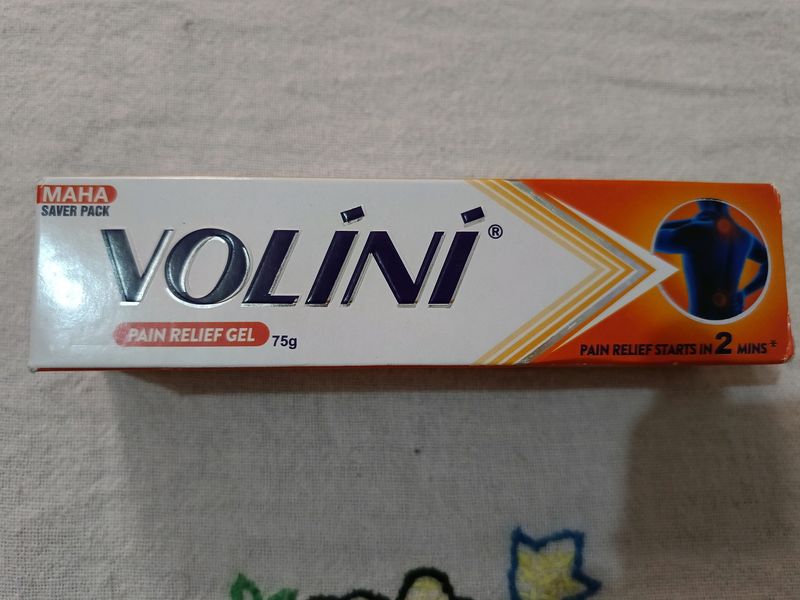 MAHA
SAVER PACK
VOLINI®
PAIN RELIEF GEL 75g
PAIN RELIEF STARTS IN 2 MINS*